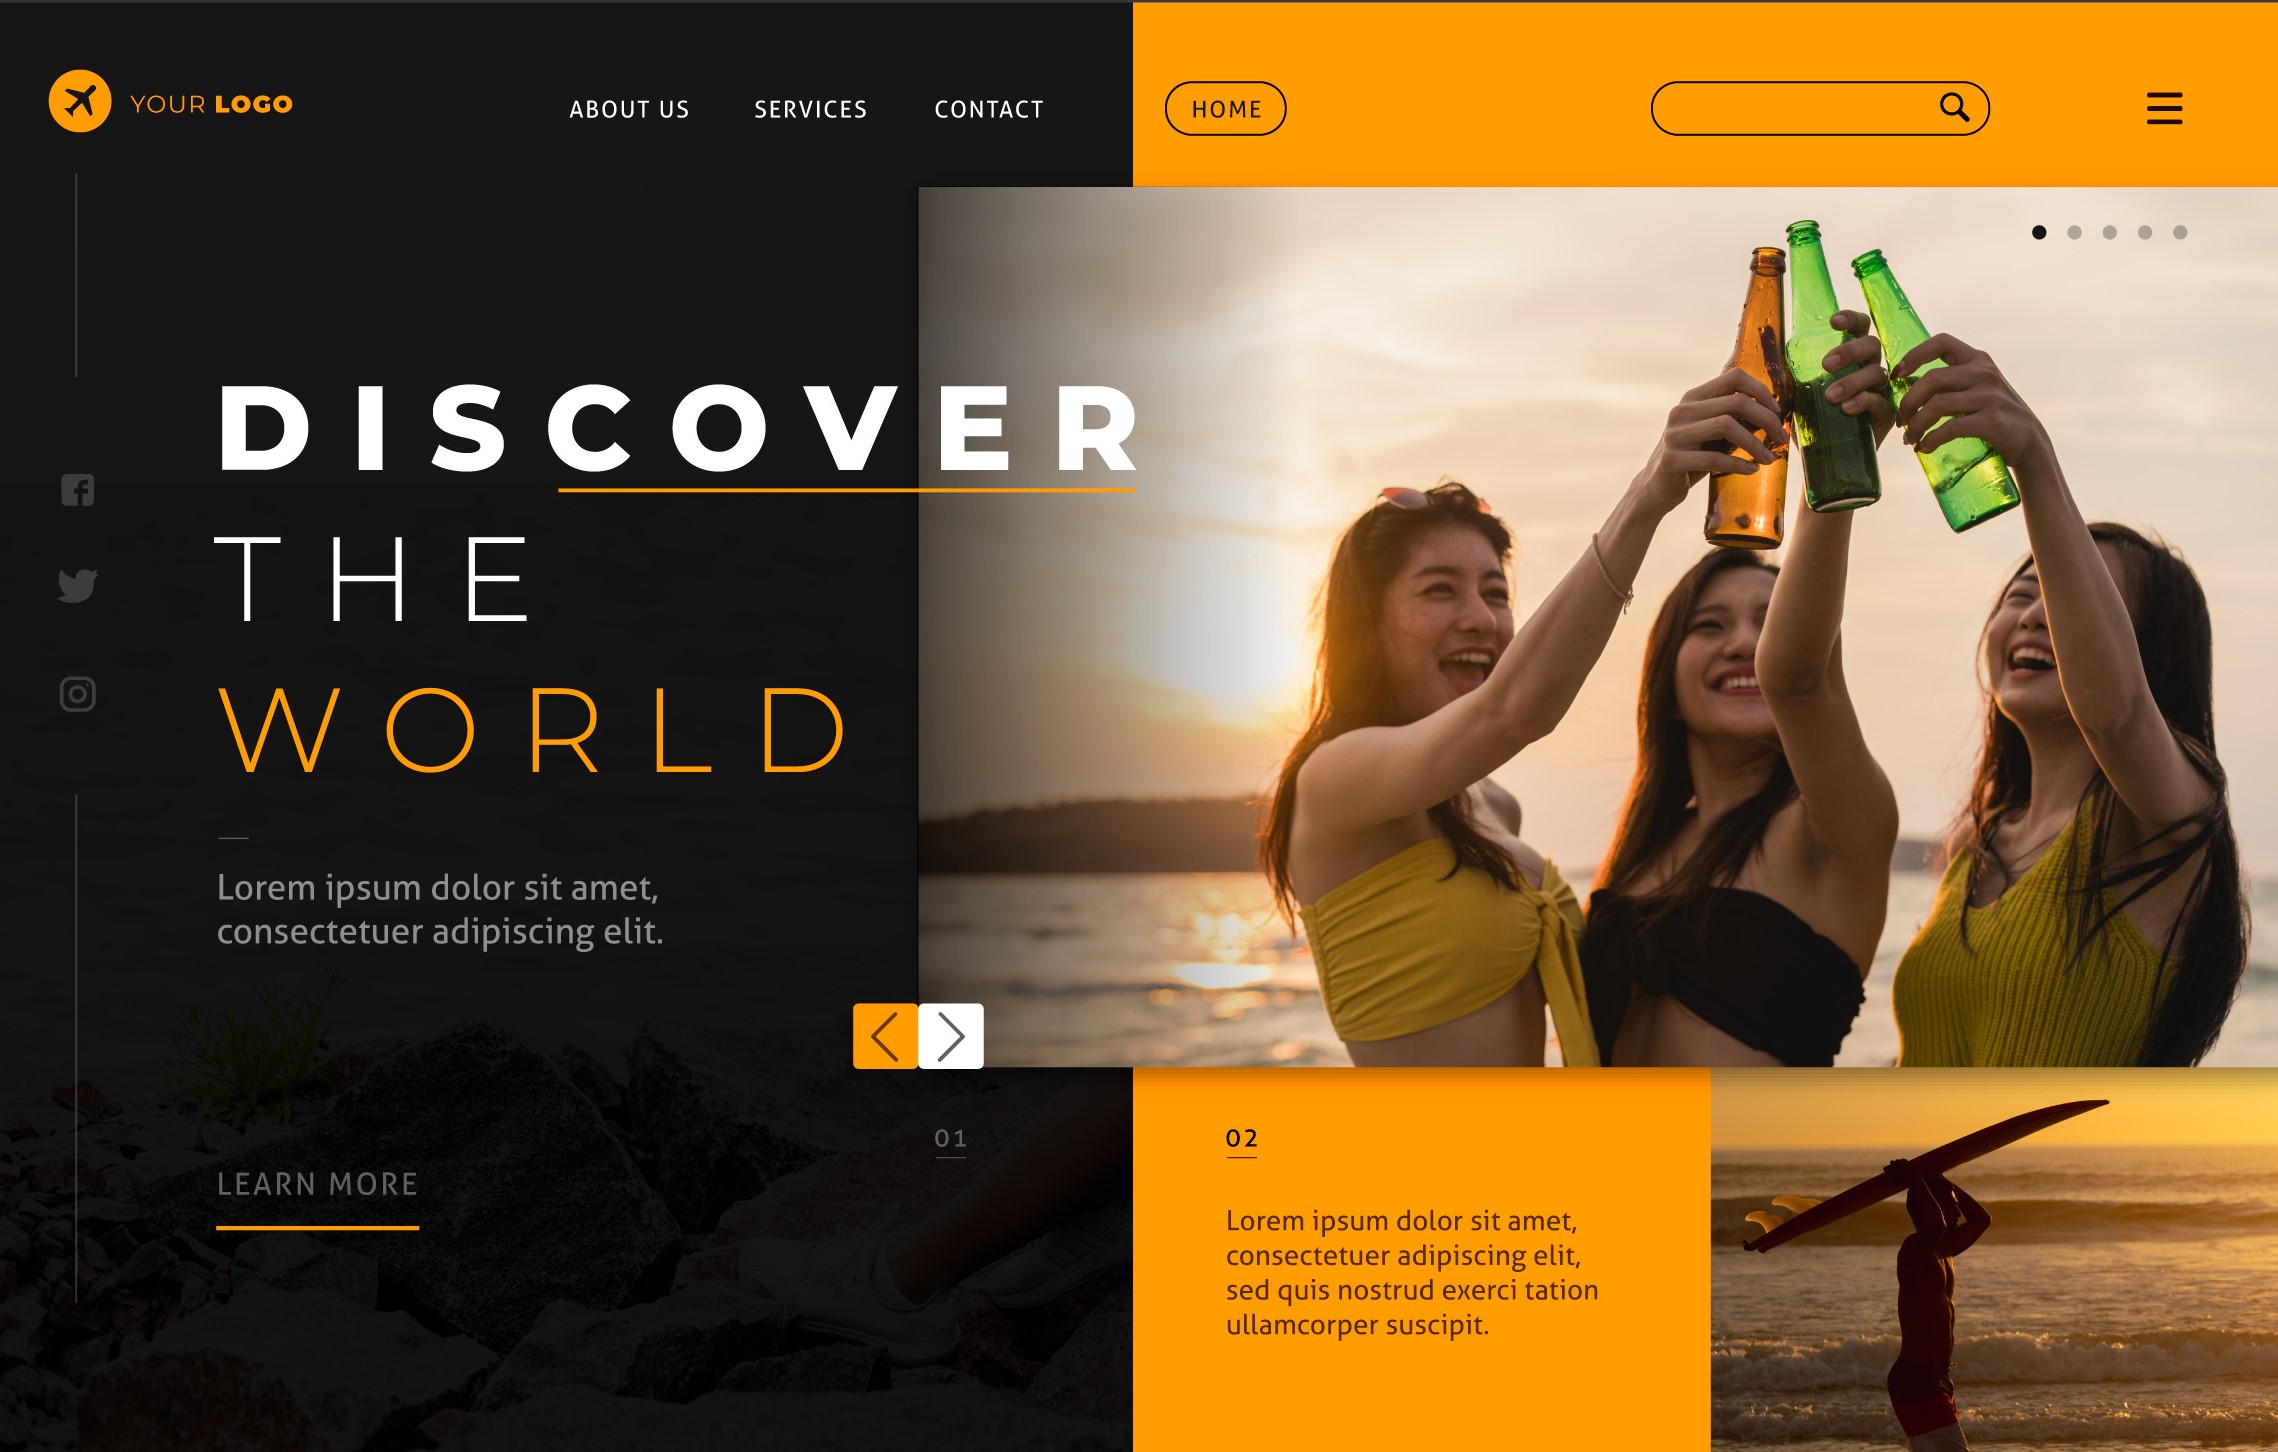 YOUR LOGO
ABOUT US
SERVICES
CONTACT
HOME
DISCOVER
THE
WORLD
Lorem ipsum dolor sit amet,
consectetuer adipiscing elit.
LEARN MORE
01
02
Lorem ipsum dolor sit amet,
consectetuer adipiscing elit,
sed quis nostrud exerci tation
ullamcorper suscipit.